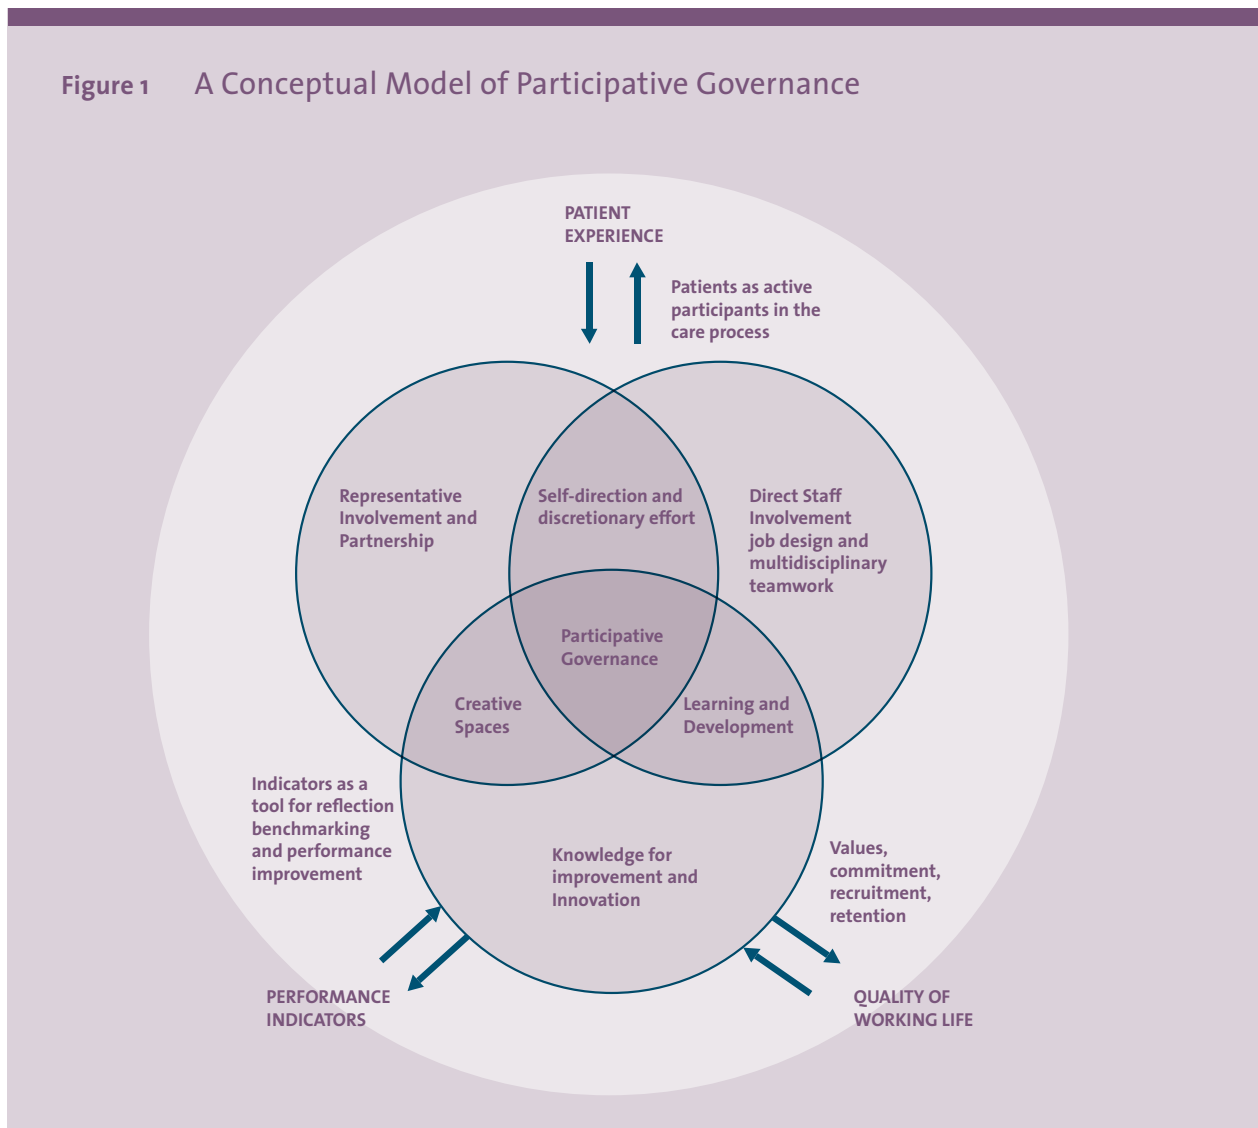 Figure 1 A Conceptual Model of Participative Governance
PATIENT
EXPERIENCE
Patients as active
participants in the
care process
Representative
Involvement and
Partnership
Self-direction and
discretionary effort
Direct Staff
Involvement
job design and
multidisciplinary
teamwork
Participative
Governance
Creative
Spaces
Learning and
Development
Indicators as a
tool for reflection
benchmarking
and performance
improvement
Knowledge for
improvement and
Innovation
Values,
commitment,
recruitment,
retention
PERFORMANCE
INDICATORS
QUALITY OF
WORKING LIFE